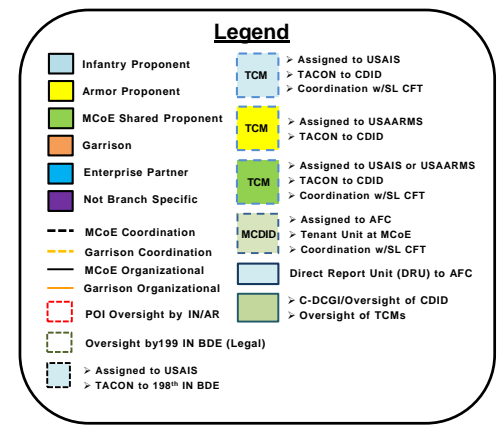 Legend
Infantry Proponent
Armor Proponent
MCoE Shared Proponent
Garrison
Enterprise Partner
Not Branch Specific
MCoE Coordination
Garrison Coordination
MCoE Organizational
Garrison Organizational
POI Oversight by IN/AR
Oversight by199 IN BDE (Legal)
➢ Assigned to USAIS
➢ TACON to 198th IN BDE
TCM
➢ Assigned to USAIS
➢ TACON to CDID
➢ Coordination w/SL CFT
TCM
➢ Assigned to USAARMS
➢ TACON to CDID
TCM
➢ Assigned to USAIS or USAARMS
➢ TACON to CDID
➢ Coordination w/SL CFT
MCDID
➢ Assigned to AFC
➢ Tenant Unit at MCoE
➢ Coordination w/SL CFT
Direct Report Unit (DRU) to AFC
➢ C-DCGI/Oversight of CDID
➢ Oversight of TCMs